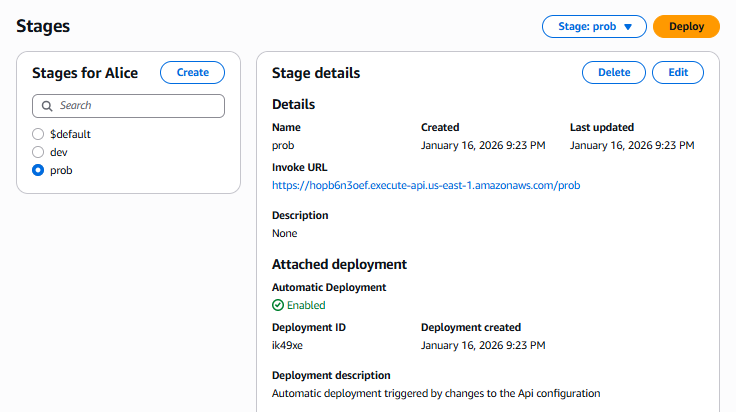 Stages
Stage: prob
Deploy
Stages for Alice
Create
Search
$default
dev
prob
Stage details
Delete
Edit
Details
Name
Created
Last updated
prob
January 16, 2026 9:23 PM
January 16, 2026 9:23 PM
Invoke URL
https://hopb6n3oef.execute-api.us-east-1.amazonaws.com/prob
Description
None
Attached deployment
Automatic Deployment
Enabled
Deployment ID
Deployment created
ik49xe
January 16, 2026 9:23 PM
Deployment description
Automatic deployment triggered by changes to the Api configuration